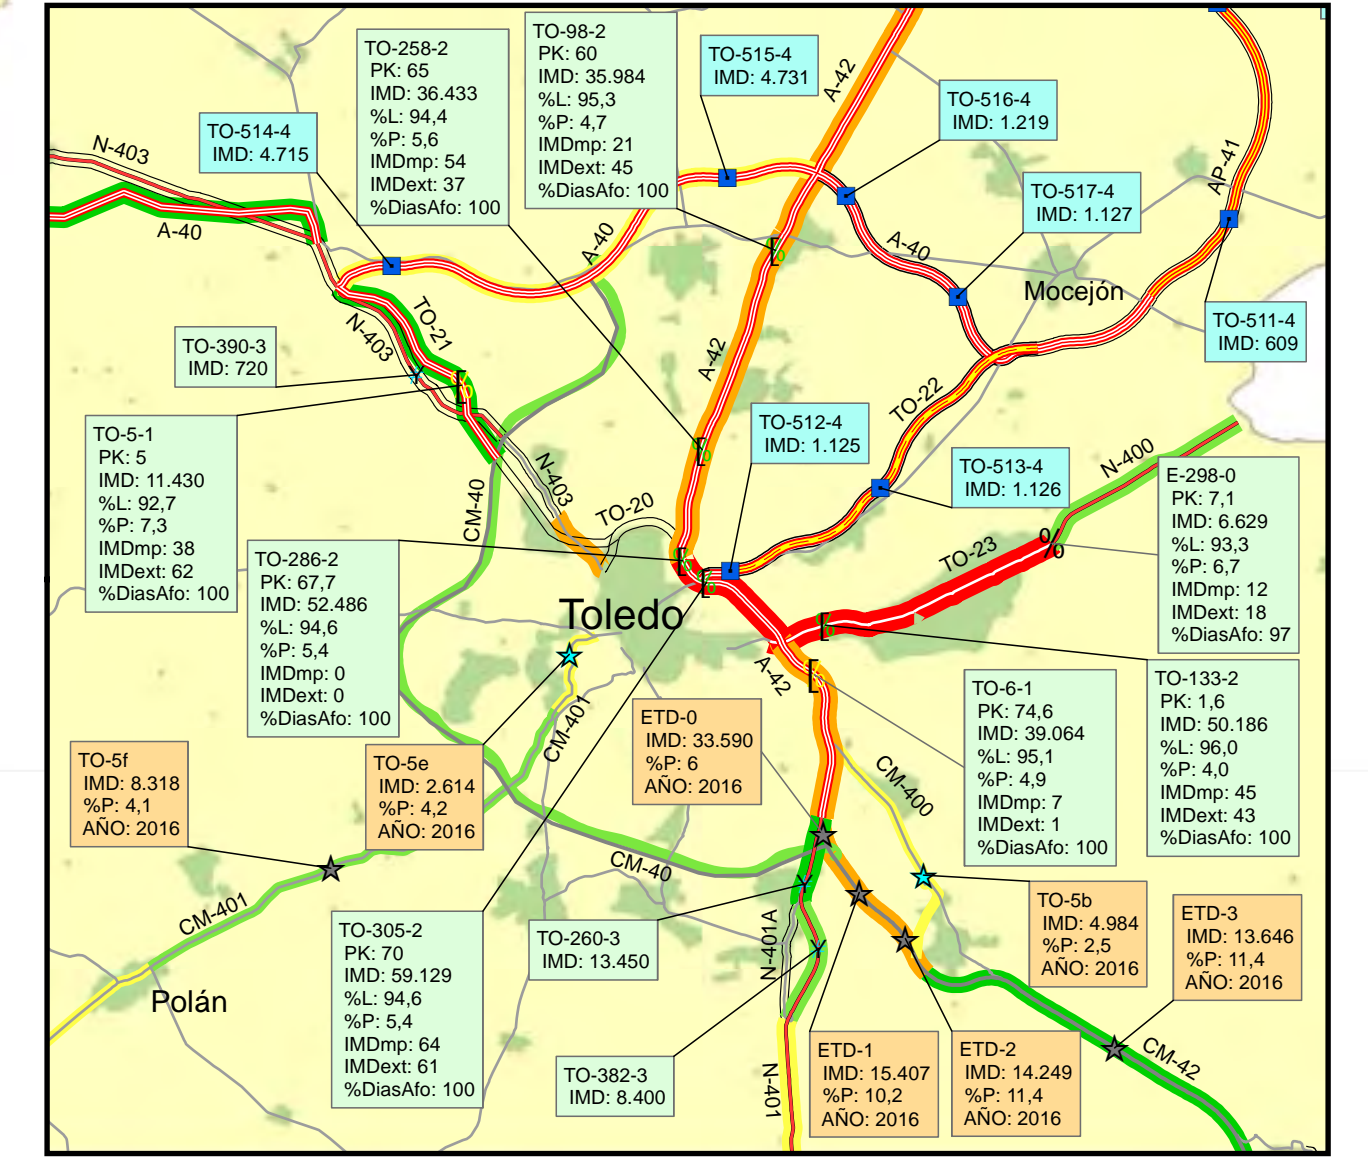 TO-258-2
PK: 65
IMD: 36.433
%L: 94,4
%P: 5,6
IMDmp: 54
IMDext: 37
%DiasAfo: 100
TO-98-2
PK: 60
IMD: 35.984
%L: 95,3
%P: 4,7
IMDmp: 21
IMDext: 45
%DiasAfo: 100
TO-515-4
IMD: 4.731
A-42
TO-516-4
IMD: 1.219
TO-514-4
IMD: 4.715
N-403
A-40
A-40
TO-517-4
IMD: 1.127
AP-41
A-40
Mocejón
TO-511-4
IMD: 609
TO-21
N-403
TO-390-3
IMD: 720
A-42
TO-22
TO-5-1
PK: 5
IMD: 11.430
%L: 92,7
%P: 7,3
IMDmp: 38
IMDext: 62
%DiasAfo: 100
TO-512-4
IMD: 1.125
TO-513-4
IMD: 1.126
N-400
E-298-0
PK: 7,1
IMD: 6.629
%L: 93,3
%P: 6,7
IMDmp: 12
IMDext: 18
%DiasAfo: 97
CM-40
N-403
TO-20
TO-23
TO-286-2
PK: 67,7
IMD: 52.486
%L: 94,6
%P: 5,4
IMDmp: 0
IMDext: 0
%DiasAfo: 100
Toledo
A-42
TO-133-2
PK: 1,6
IMD: 50.186
%L: 96,0
%P: 4,0
IMDmp: 45
IMDext: 43
%DiasAfo: 100
TO-6-1
PK: 74,6
IMD: 39.064
%L: 95,1
%P: 4,9
IMDmp: 7
IMDext: 1
%DiasAfo: 100
ETD-0
IMD: 33.590
%P: 6
AÑO: 2016
CM-401
TO-5f
IMD: 8.318
%P: 4,1
AÑO: 2016
TO-5e
IMD: 2.614
%P: 4,2
AÑO: 2016
CM-400
CM-40
CM-401
TO-305-2
PK: 70
IMD: 59.129
%L: 94,6
%P: 5,4
IMDmp: 64
IMDext: 61
%DiasAfo: 100
TO-260-3
IMD: 13.450
N-401A
TO-5b
IMD: 4.984
%P: 2,5
AÑO: 2016
ETD-3
IMD: 13.646
%P: 11,4
AÑO: 2016
Polán
TO-382-3
IMD: 8.400
N-401
ETD-1
IMD: 15.407
%P: 10,2
AÑO: 2016
ETD-2
IMD: 14.249
%P: 11,4
AÑO: 2016
CM-42